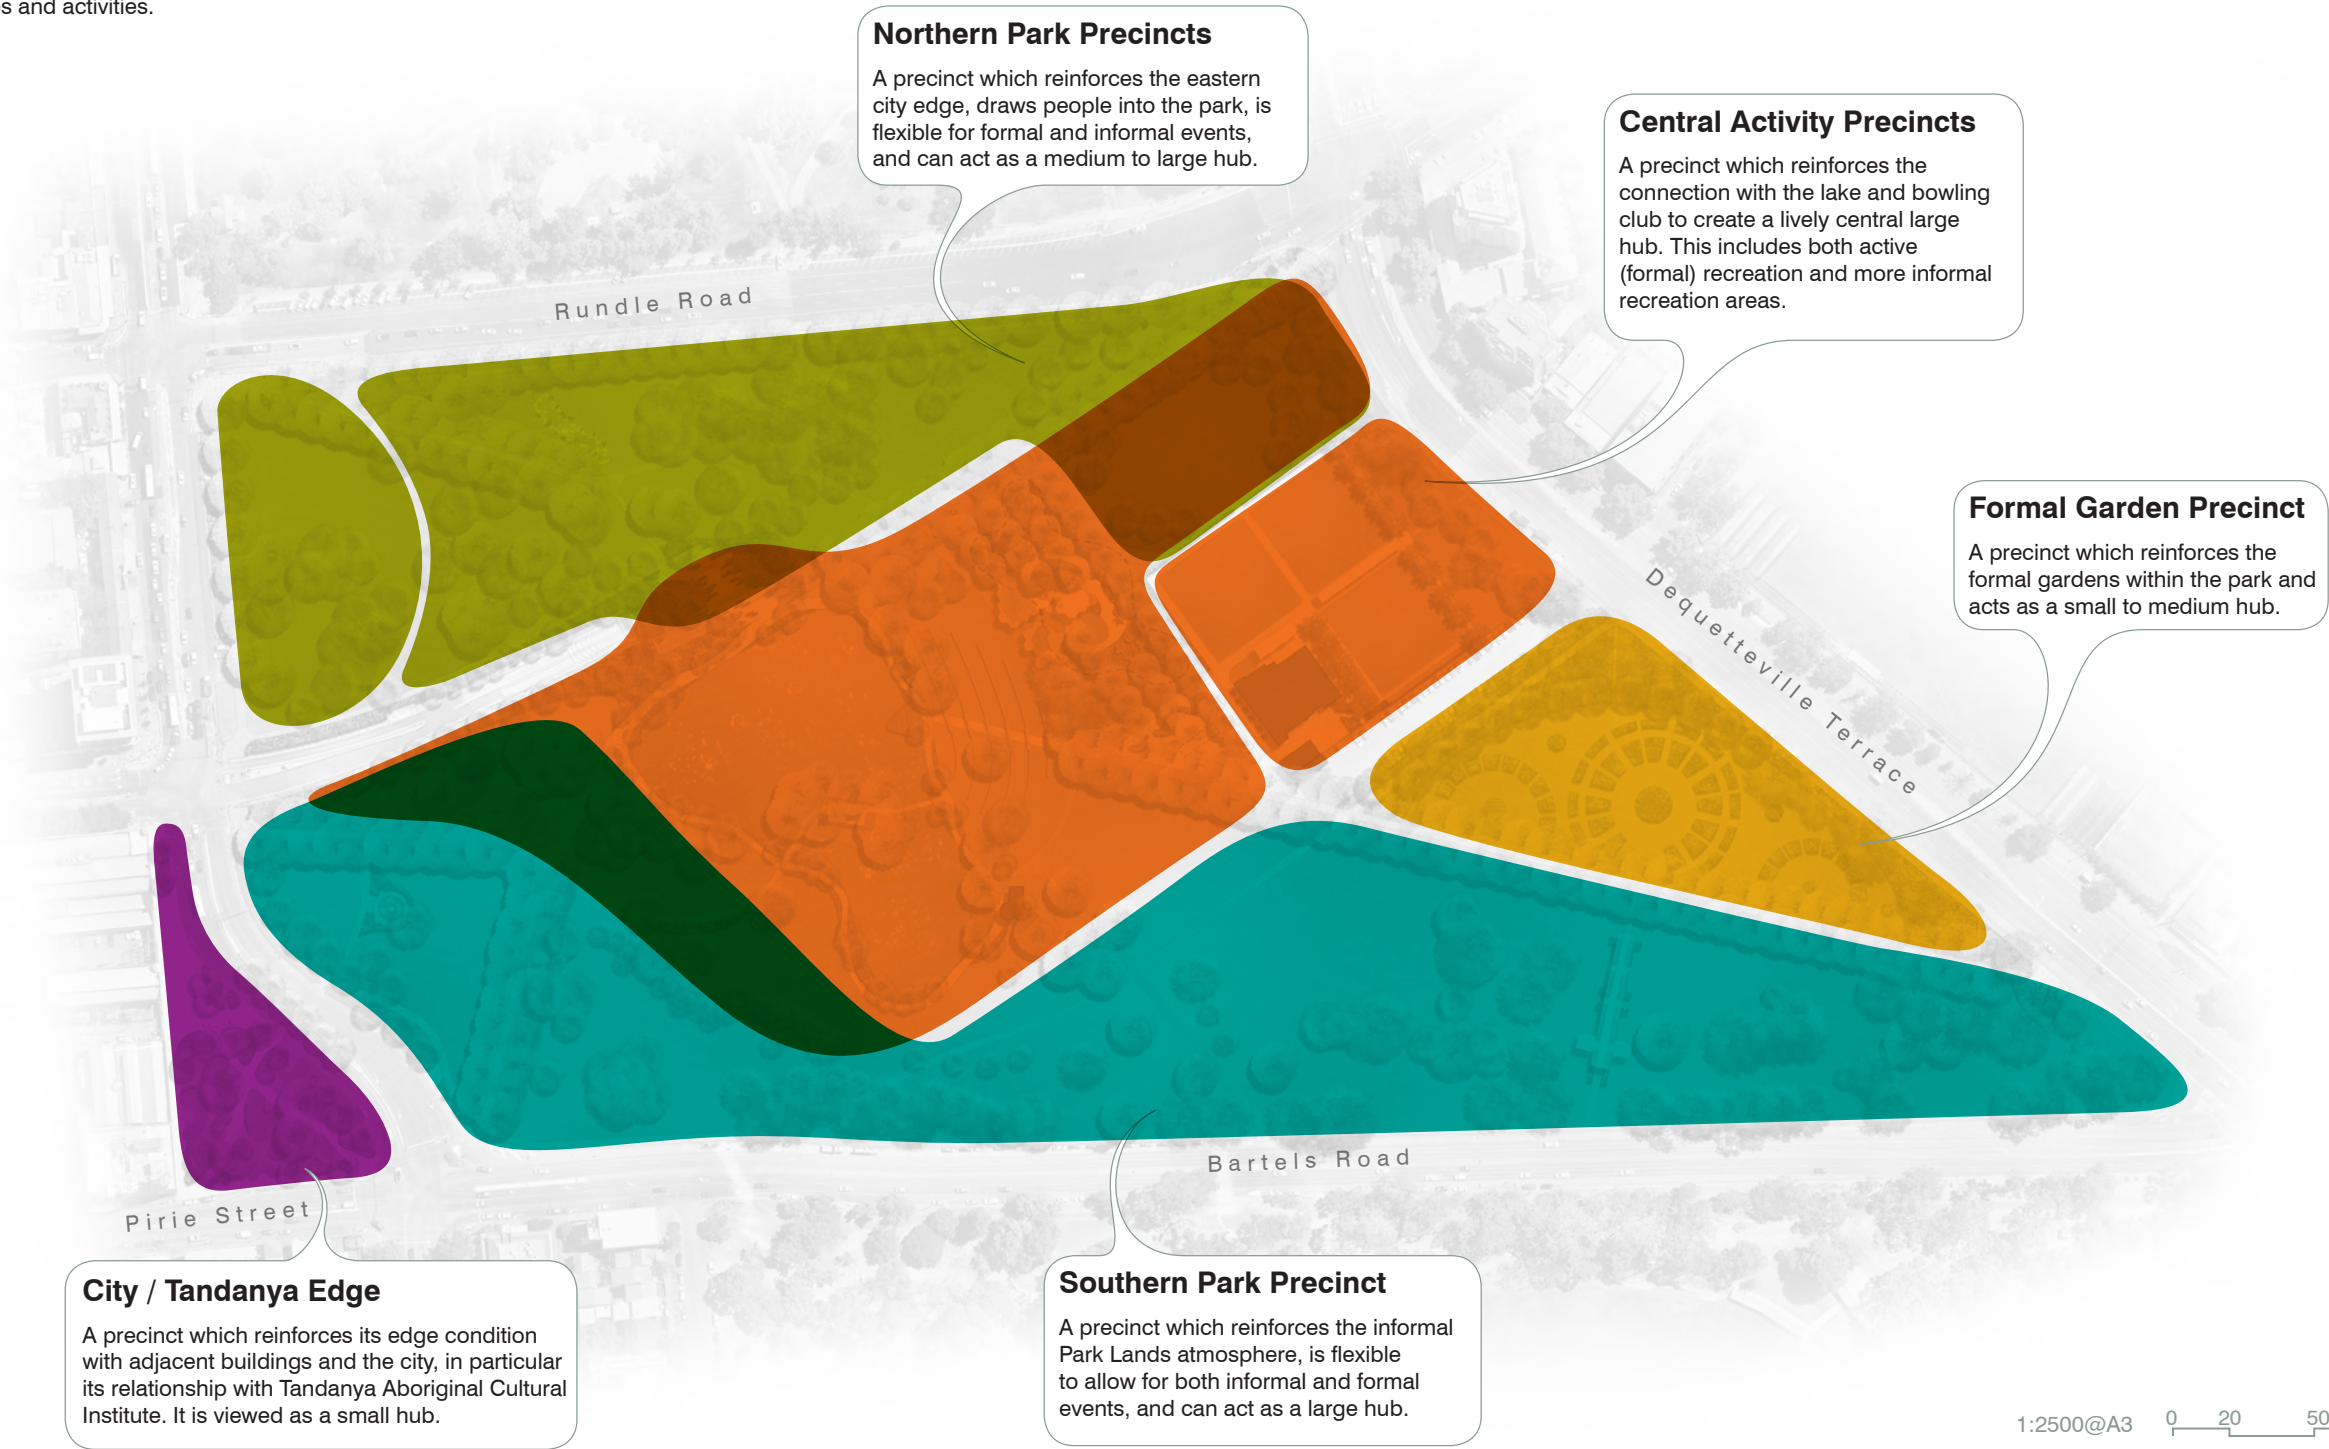 s and activities.
Northern Park Precincts
A precinct which reinforces the eastern
city edge, draws people into the park, is
flexible for formal and informal events,
and can act as a medium to large hub.
Central Activity Precincts
A precinct which reinforces the
connection with the lake and bowling
club to create a lively central large
hub. This includes both active
(formal) recreation and more informal
recreation areas.
Rundle Road
Formal Garden Precinct
A precinct which reinforces the
formal gardens within the park and
acts as a small to medium hub.
Dequetteville Terrace
Bartels Road
Pirie Street
City / Tandanya Edge
A precinct which reinforces its edge condition
with adjacent buildings and the city, in particular
its relationship with Tandanya Aboriginal Cultural
Institute. It is viewed as a small hub.
Southern Park Precinct
A precinct which reinforces the informal
Park Lands atmosphere, is flexible
to allow for both informal and formal
events, and can act as a large hub.
1:2500@A3 0 20 50